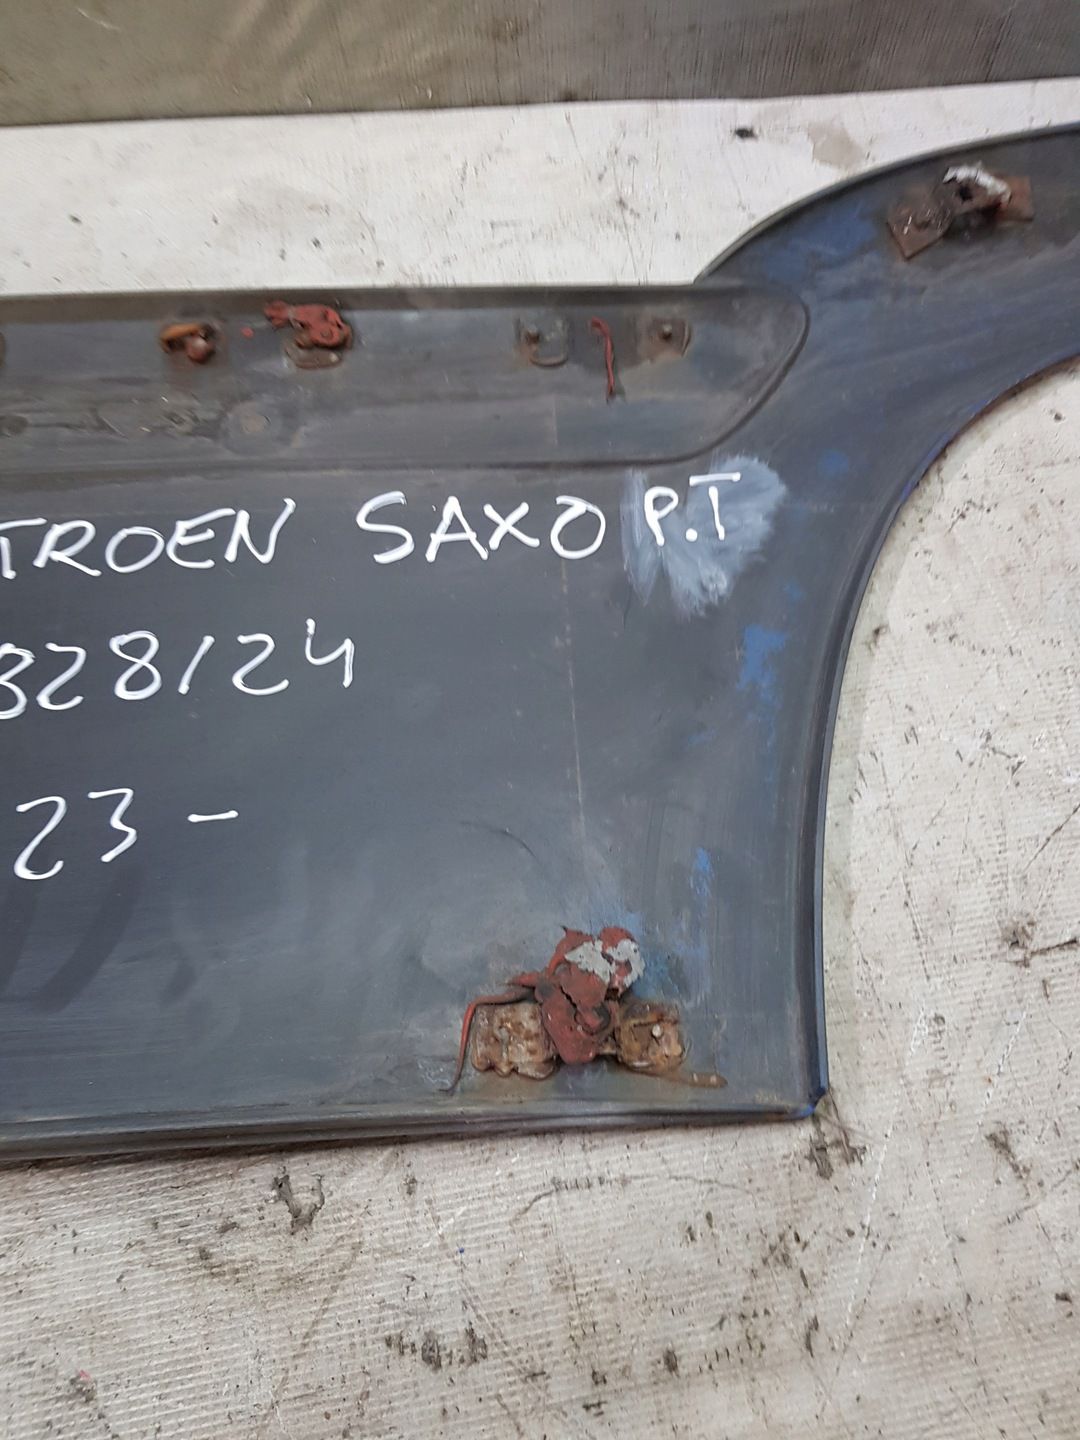 TROEN SAXO P.T
328/24
23 -